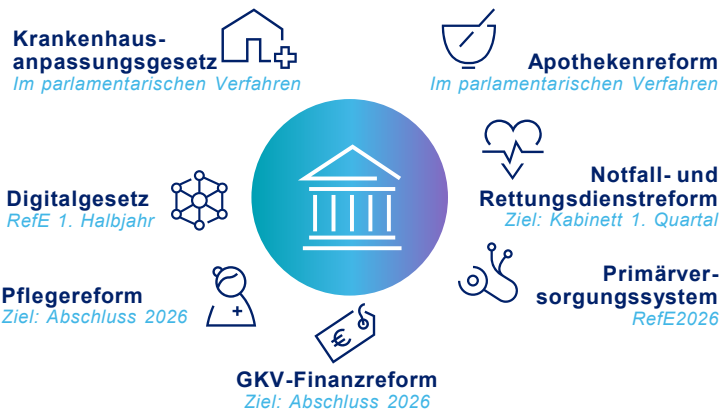 Krankenhaus-
anpassungsgesetz
Im parlamentarischen Verfahren
Apothekenreform
Im parlamentarischen Verfahren
Notfall- und
Rettungsdienstreform
Ziel: Kabinett 1. Quartal
Digitalgesetz
RefE 1. Halbjahr
Primärver-
sorgungssystem
RefE2026
Pflegereform
Ziel: Abschluss 2026
€
GKV-Finanzreform
Ziel: Abschluss 2026